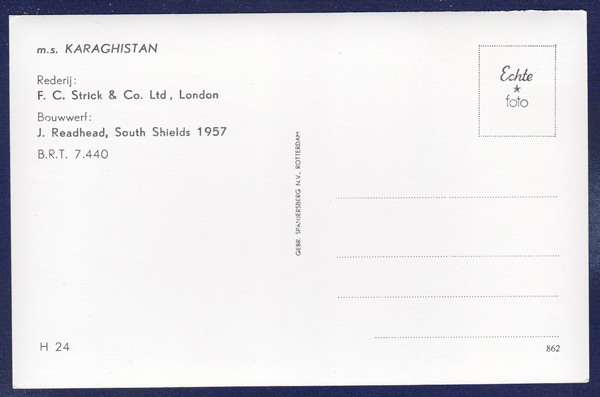 m.s. KARAGHISTAN
Rederij:
F. C. Strick & Co. Ltd, London
Bouwwerf:
J. Readhead, South Shields 1957
B.R.T. 7.440
H 24
GEBR. SPANJERSBERG N.V., ROTTERDAM
Echte
*
foto
862